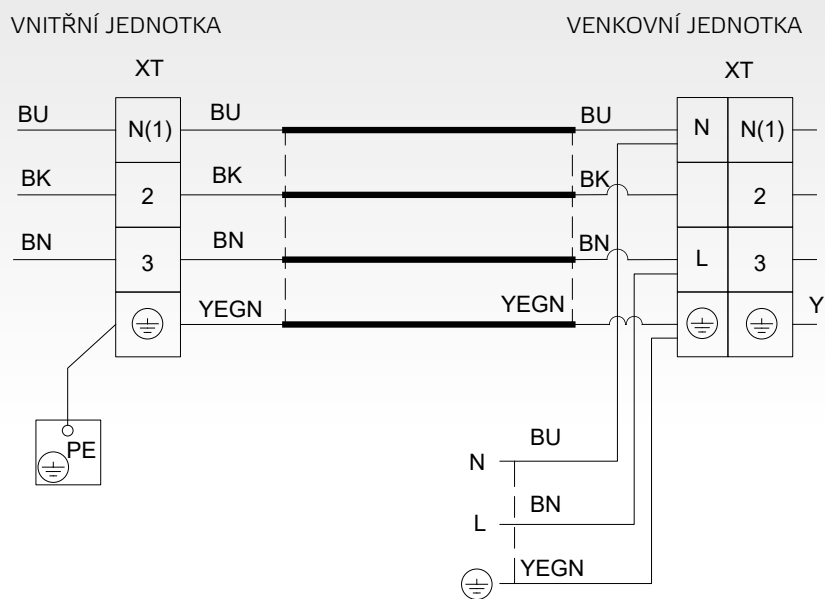 VNITŘNÍ JEDNOTKA VENKOVNÍ JEDNOTKA
XT XT
BU N(1) BU BU N N(1)
BK 2 BK BK 2
BN 3 BN BN L 3
YEGN YEGN Y
PE
N BU
L BN
YEGN